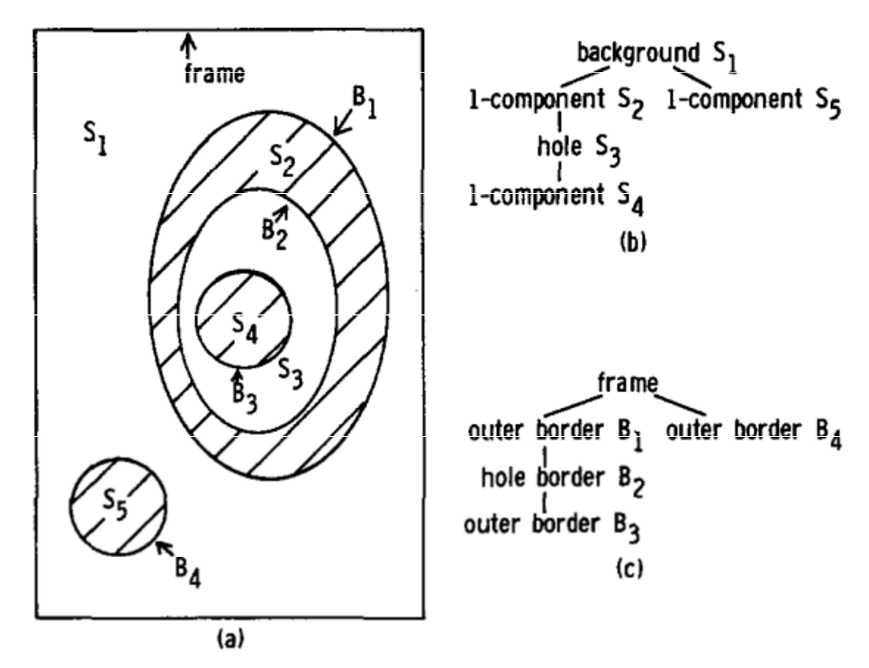 frame
B1
S1
S2
B2
S4
S3
B3
S5
B4
(a)
background S1
1-component S2 1-component S5
hole S3
1-component S4
(b)
frame
outer border B1 outer border B4
hole border B2
outer border B3
(c)